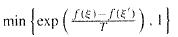 min { exp ( f(ξ)−f(ξ′) / T ) , 1 }